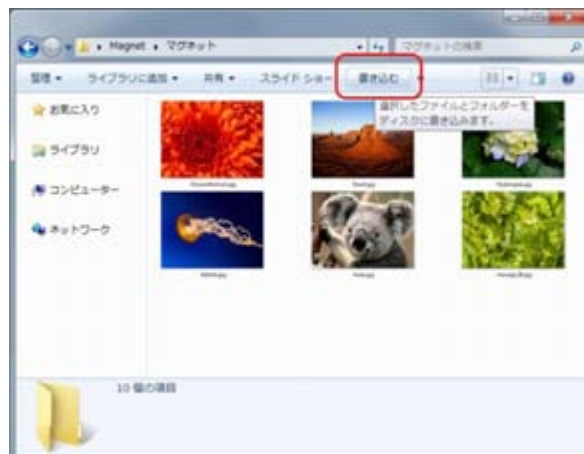 Magnet ▸ マグネット
マグネットの検索
整理 ライブラリに追加 共有 スライド ショー 書き込む
選択したファイルとフォルダーを
ディスクに書き込みます。
お気に入り
ライブラリ
コンピューター
ネットワーク
10 個の項目